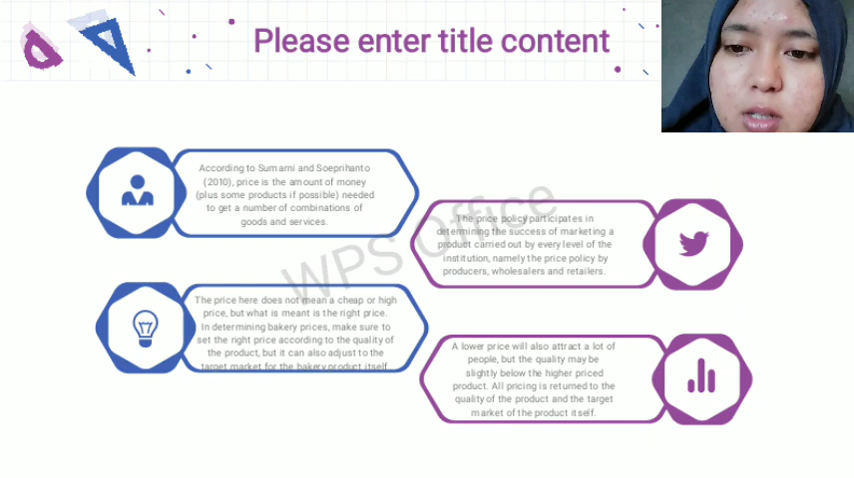 Please enter title content
According to Sumarni and Soeprihanto
(2010), price is the amount of money
(plus some products if possible) needed
to get a number of combinations of
goods and services.
The price policy participates in
determining the success of marketing a
product carried out by every level of the
institution, namely the price policy by
producers, wholesalers and retailers.
The price here does not mean a cheap or high
price, but what is meant is the right price.
In determining bakery prices, make sure to
set the right price according to the quality of
the product, but it can also adjust to the
target market for the bakery product itself.
A lower price will also attract a lot of
people, but the quality may be
slightly below the higher priced
product. All pricing is returned to the
quality of the product and the target
market of the product itself.
WPS Office